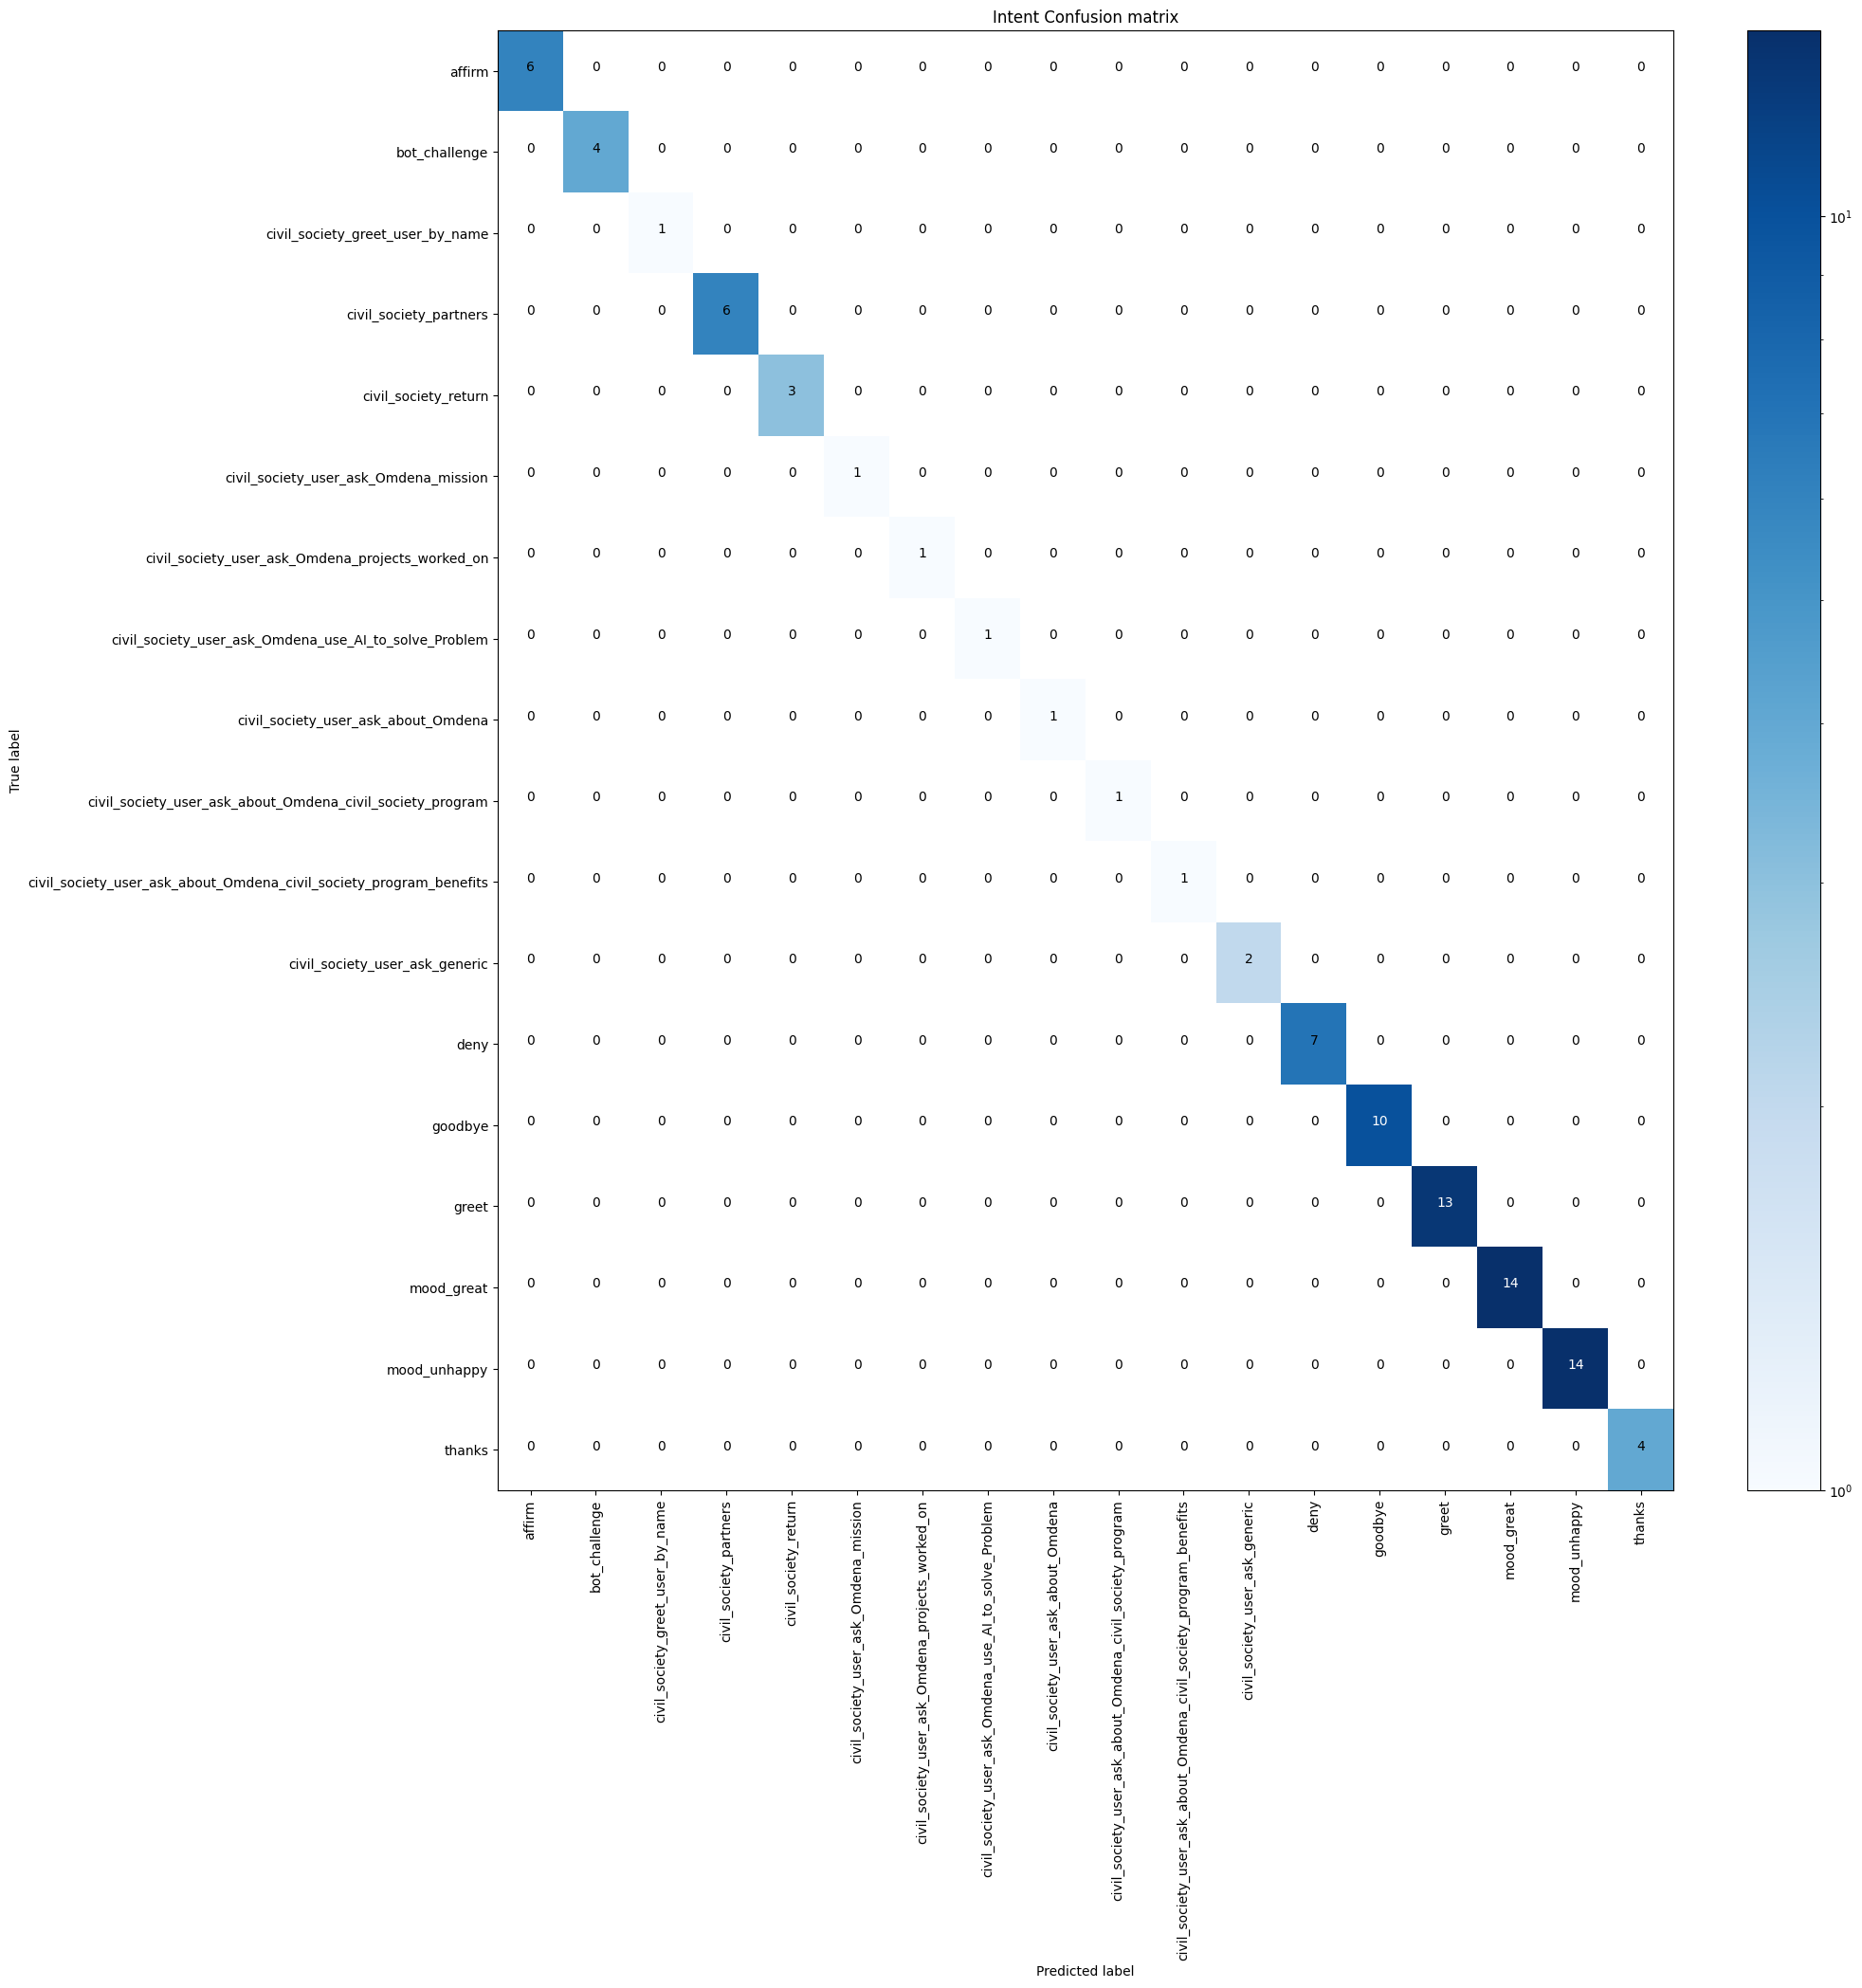 Intent Confusion matrix
affirm 6 0 0 0 0 0 0 0 0 0 0 0 0 0 0 0 0 0
bot_challenge 0 4 0 0 0 0 0 0 0 0 0 0 0 0 0 0 0 0
civil_society_greet_user_by_name 0 0 1 0 0 0 0 0 0 0 0 0 0 0 0 0 0 0
10¹
civil_society_partners 0 0 0 6 0 0 0 0 0 0 0 0 0 0 0 0 0 0
civil_society_return 0 0 0 0 3 0 0 0 0 0 0 0 0 0 0 0 0 0
civil_society_user_ask_Omdena_mission 0 0 0 0 0 1 0 0 0 0 0 0 0 0 0 0 0 0
civil_society_user_ask_Omdena_projects_worked_on 0 0 0 0 0 0 1 0 0 0 0 0 0 0 0 0 0 0
civil_society_user_ask_Omdena_use_AI_to_solve_Problem 0 0 0 0 0 0 0 1 0 0 0 0 0 0 0 0 0 0
civil_society_user_ask_about_Omdena 0 0 0 0 0 0 0 0 1 0 0 0 0 0 0 0 0 0
True label
civil_society_user_ask_about_Omdena_civil_society_program 0 0 0 0 0 0 0 0 0 1 0 0 0 0 0 0 0 0
civil_society_user_ask_about_Omdena_civil_society_program_benefits 0 0 0 0 0 0 0 0 0 0 1 0 0 0 0 0 0 0
civil_society_user_ask_generic 0 0 0 0 0 0 0 0 0 0 0 2 0 0 0 0 0 0
deny 0 0 0 0 0 0 0 0 0 0 0 0 7 0 0 0 0 0
goodbye 0 0 0 0 0 0 0 0 0 0 0 0 0 10 0 0 0 0
greet 0 0 0 0 0 0 0 0 0 0 0 0 0 0 13 0 0 0
mood_great 0 0 0 0 0 0 0 0 0 0 0 0 0 0 0 14 0 0
mood_unhappy 0 0 0 0 0 0 0 0 0 0 0 0 0 0 0 0 14 0
thanks 0 0 0 0 0 0 0 0 0 0 0 0 0 0 0 0 0 4
10⁰
affirm
bot_challenge
civil_society_greet_user_by_name
civil_society_partners
civil_society_return
civil_society_user_ask_Omdena_mission
civil_society_user_ask_Omdena_projects_worked_on
civil_society_user_ask_Omdena_use_AI_to_solve_Problem
civil_society_user_ask_about_Omdena
civil_society_user_ask_about_Omdena_civil_society_program
civil_society_user_ask_about_Omdena_civil_society_program_benefits
civil_society_user_ask_generic
deny
goodbye
greet
mood_great
mood_unhappy
thanks
Predicted label